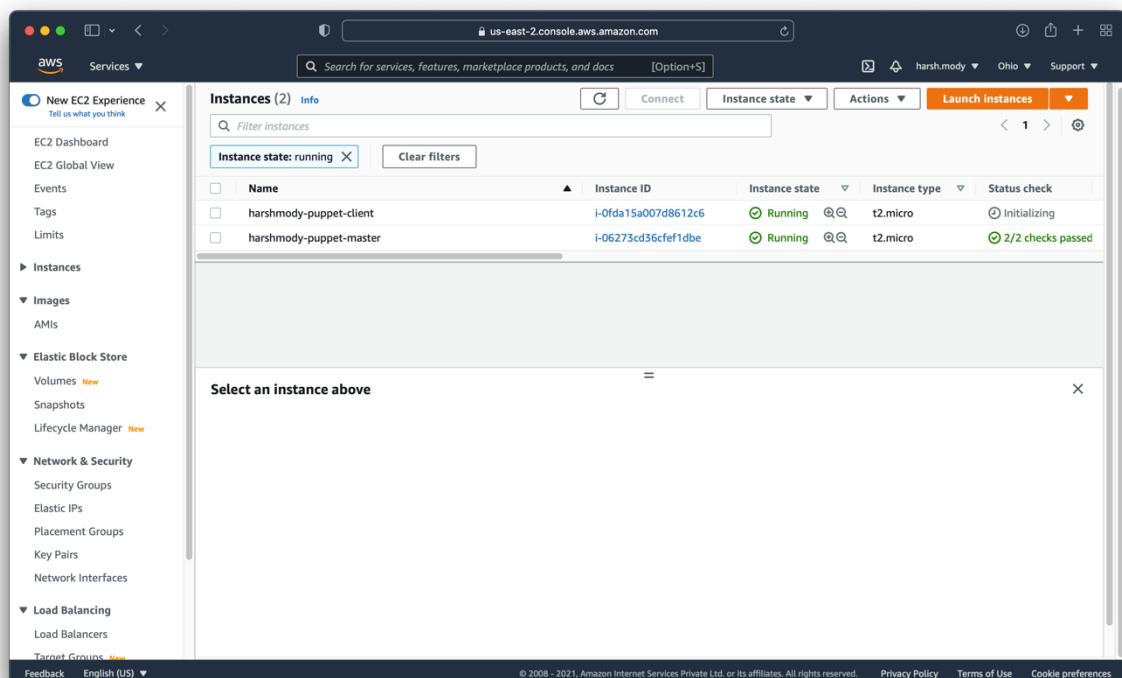 us-east-2.console.aws.amazon.com
aws
Services
Search for services, features, marketplace products, and docs [Option+S]
harsh.mody
Ohio
Support
New EC2 Experience
Tell us what you think
EC2 Dashboard
EC2 Global View
Events
Tags
Limits
Instances
Images
AMIs
Elastic Block Store
Volumes New
Snapshots
Lifecycle Manager New
Network & Security
Security Groups
Elastic IPs
Placement Groups
Key Pairs
Network Interfaces
Load Balancing
Load Balancers
Target Groups New
Instances (2) Info
Connect
Instance state
Actions
Launch instances
Filter instances
1
Instance state: running
Clear filters
Name Instance ID Instance state Instance type Status check
harshmody-puppet-client i-0fda15a007d8612c6 Running t2.micro Initializing
harshmody-puppet-master i-06273cd36cfef1dbe Running t2.micro 2/2 checks passed
Select an instance above
Feedback English (US) © 2008 - 2021, Amazon Internet Services Private Ltd. or its affiliates. All rights reserved. Privacy Policy Terms of Use Cookie preferences